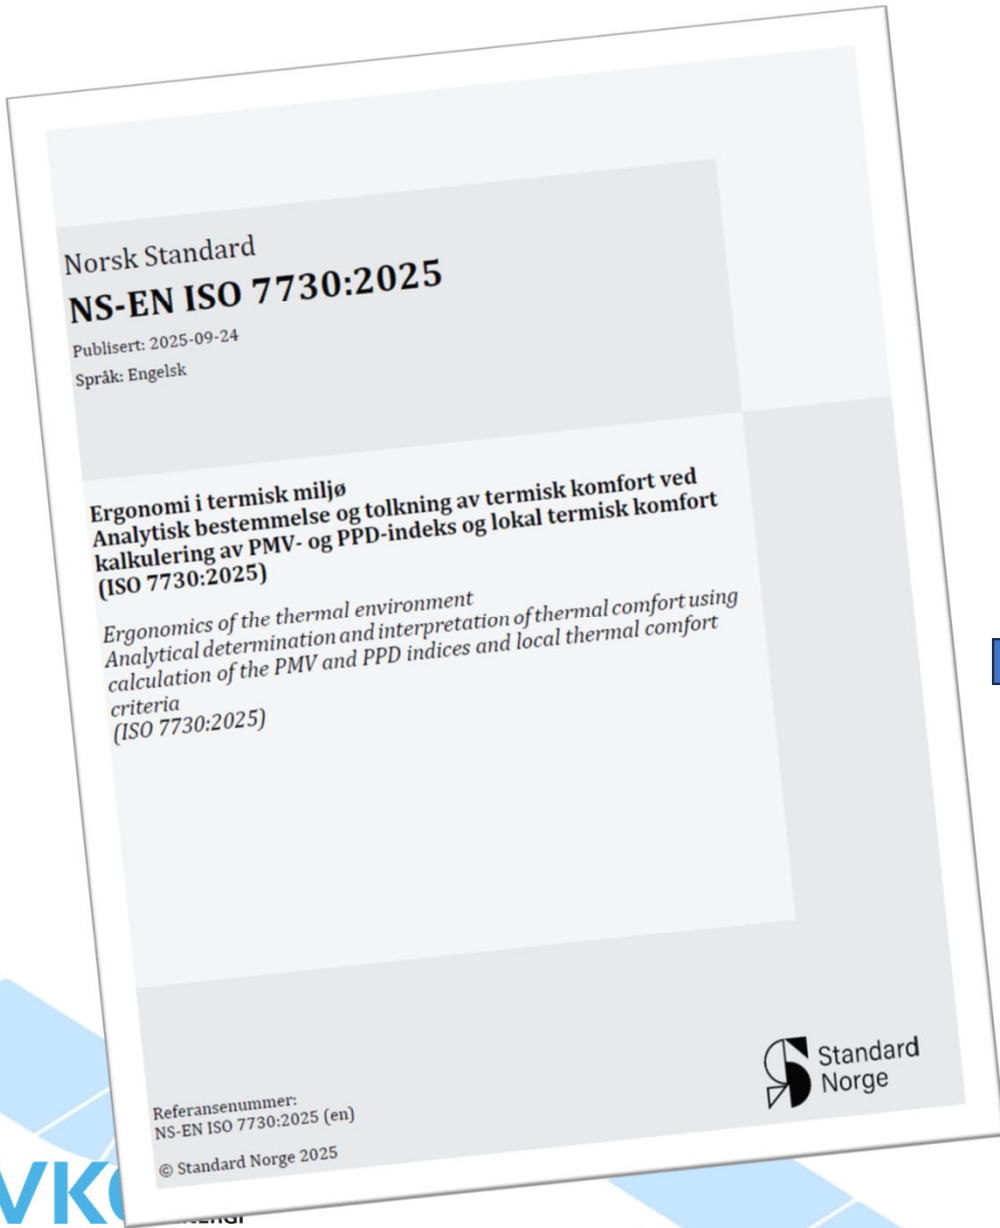 Norsk Standard
NS-EN ISO 7730:2025
Publisert: 2025-09-24
Språk: Engelsk
Ergonomi i termisk miljø
Analytisk bestemmelse og tolkning av termisk komfort ved
kalkulering av PMV- og PPD-indeks og lokal termisk komfort
(ISO 7730:2025)
Ergonomics of the thermal environment
Analytical determination and interpretation of thermal comfort using
calculation of the PMV and PPD indices and local thermal comfort
criteria
(ISO 7730:2025)
Standard
Norge
Referansenummer:
NS-EN ISO 7730:2025 (en)
© Standard Norge 2025